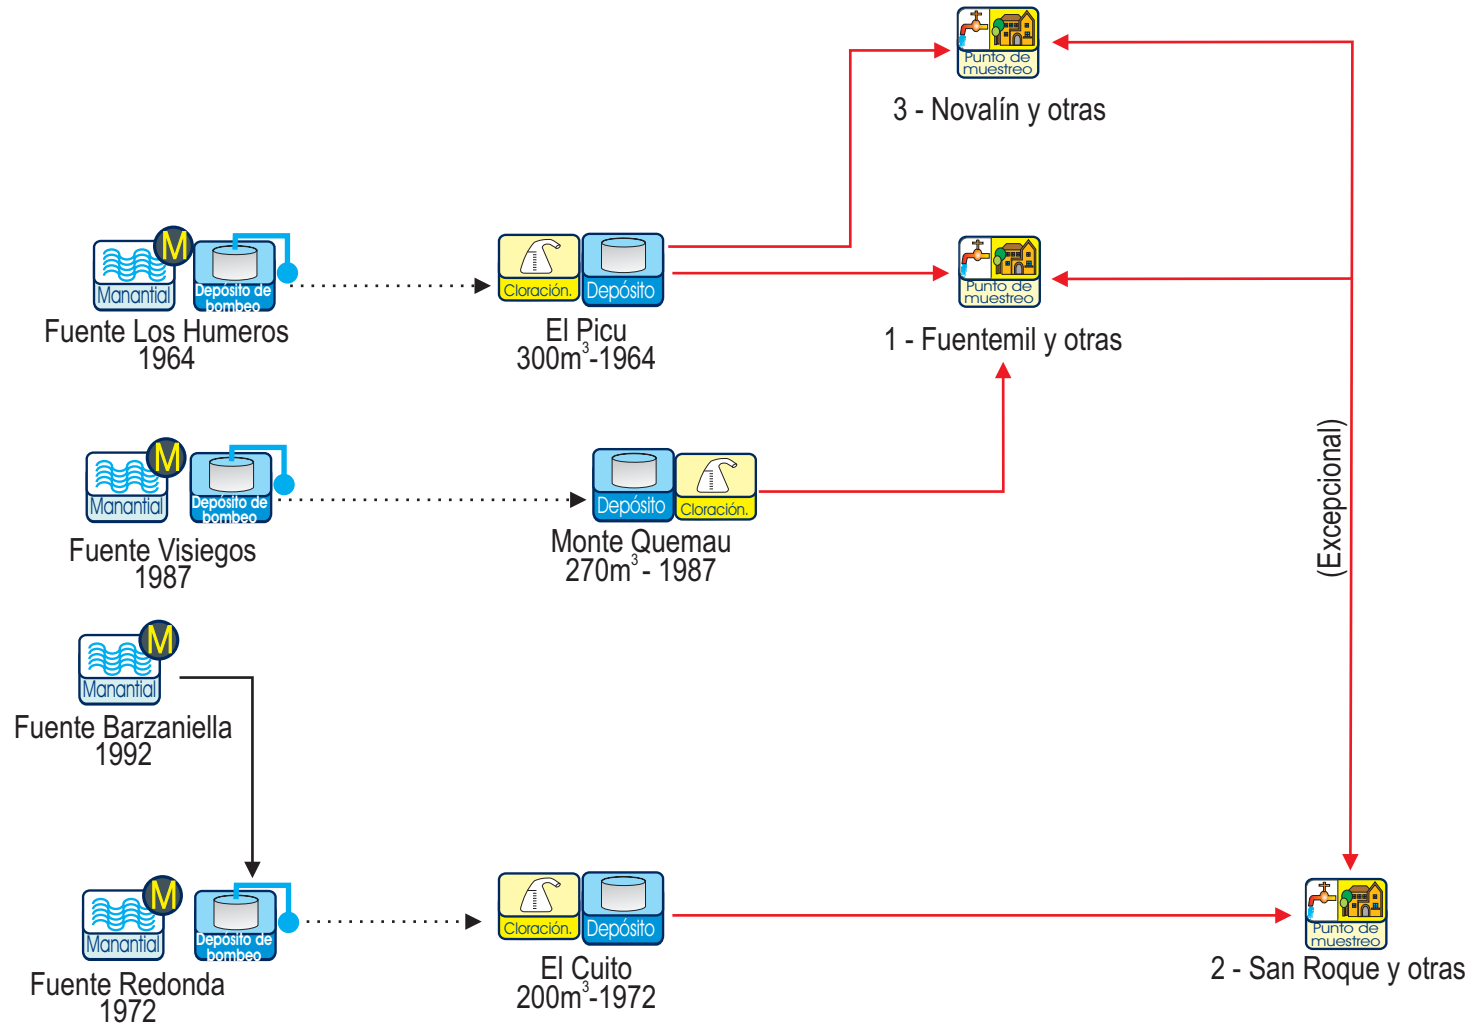 Punto de
muestreo
3 - Novalín y otras
M
Manantial
Depósito de
bombeo
Fuente Los Humeros
1964
Cloración.
Depósito
El Picu
300m³-1964
Punto de
muestreo
1 - Fuentemil y otras
M
Manantial
Depósito de
bombeo
Fuente Visiegos
1987
Depósito
Cloración.
Monte Quemau
270m³ - 1987
(Excepcional)
M
Manantial
Fuente Barzaniella
1992
M
Manantial
Depósito de
bombeo
Fuente Redonda
1972
Cloración.
Depósito
El Cuito
200m³-1972
Punto de
muestreo
2 - San Roque y otras